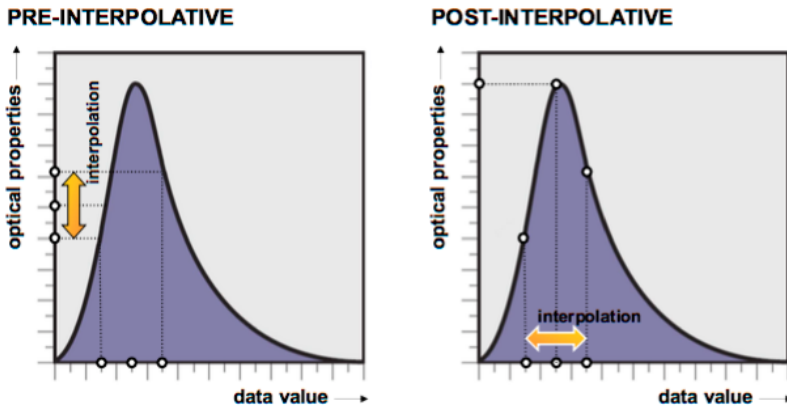 PRE-INTERPOLATIVE
optical properties
interpolation
data value
POST-INTERPOLATIVE
optical properties
interpolation
data value